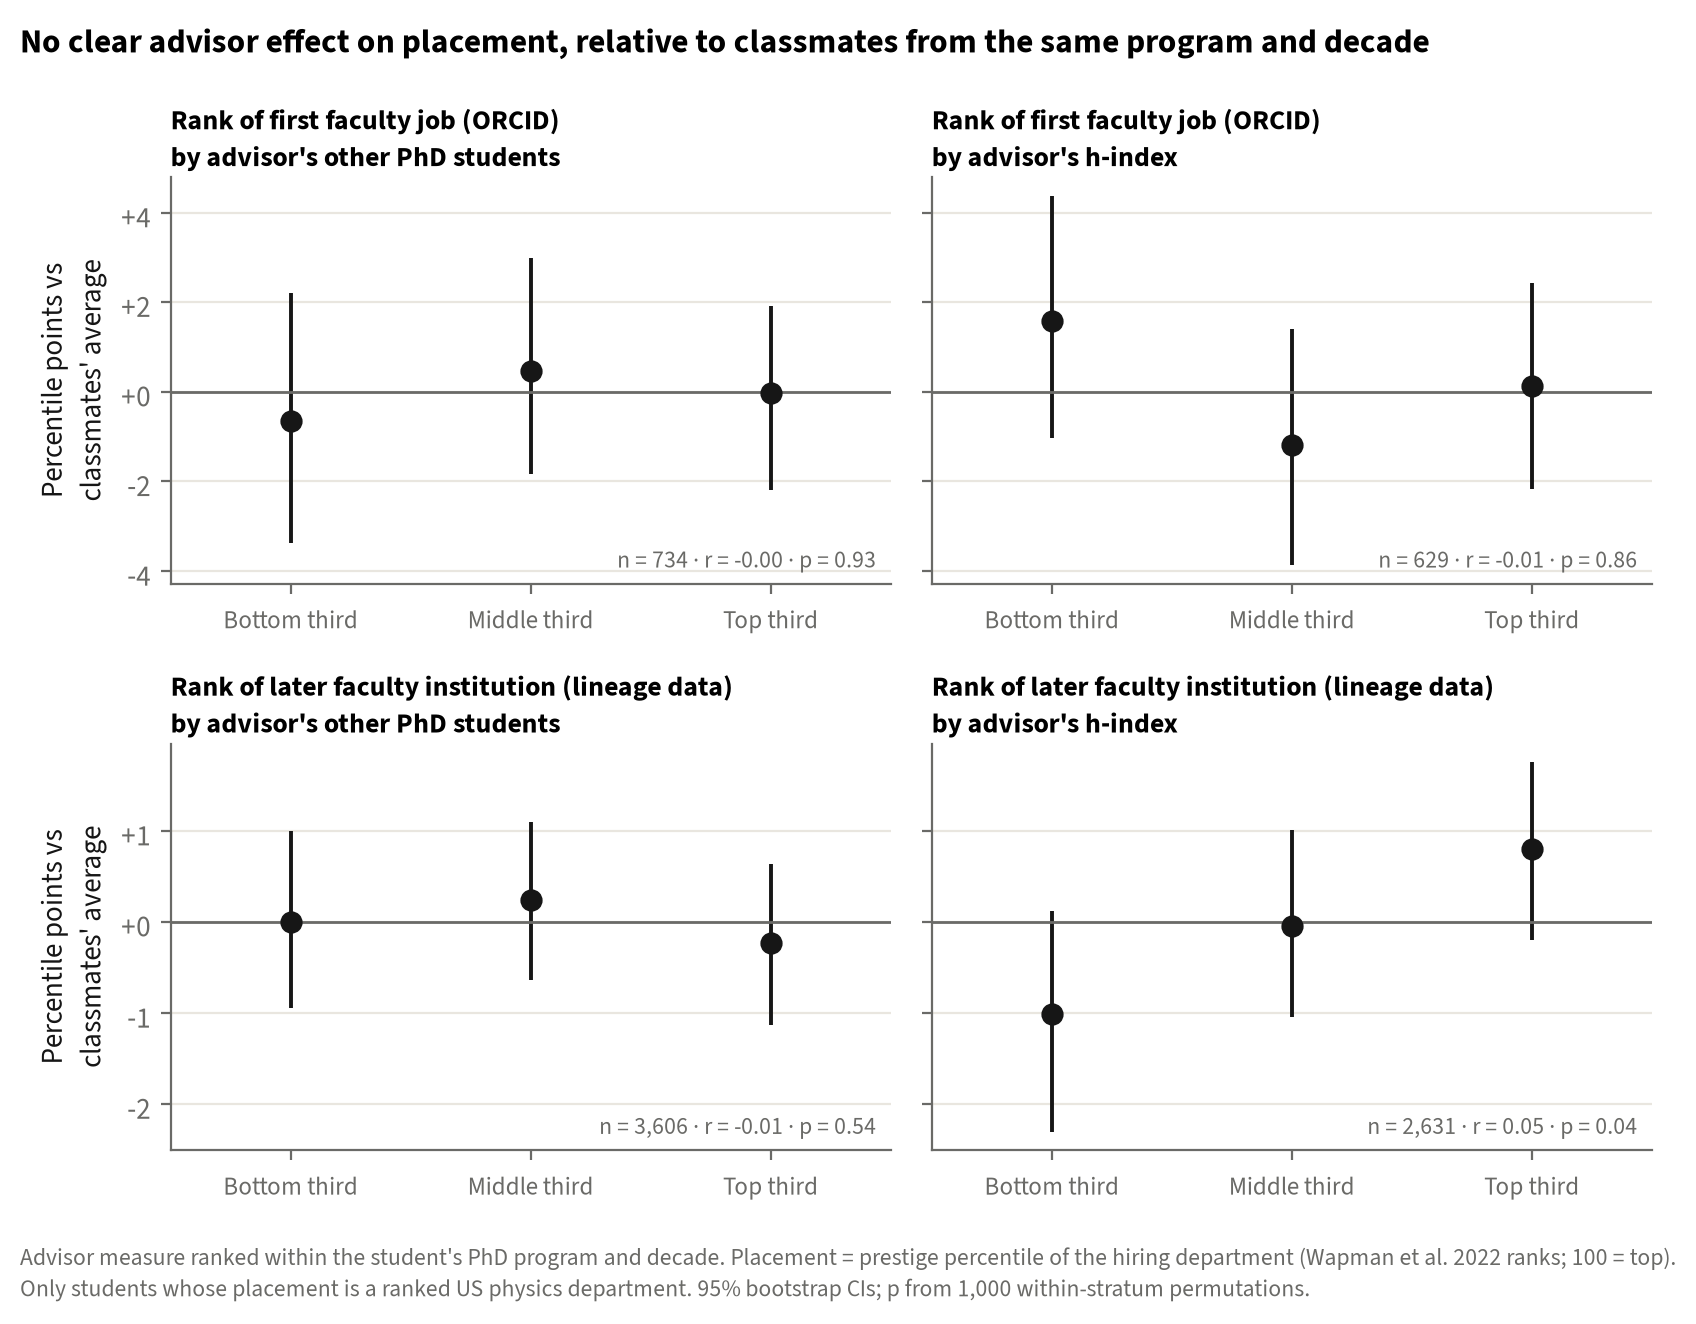 No clear advisor effect on placement, relative to classmates from the same program and decade
Rank of first faculty job (ORCID)
by advisor's other PhD students
Percentile points vs
classmates' average
+4
+2
+0
-2
-4
n = 734 · r = -0.00 · p = 0.93
Bottom third
Middle third
Top third
Rank of first faculty job (ORCID)
by advisor's h-index
n = 629 · r = -0.01 · p = 0.86
Bottom third
Middle third
Top third
Rank of later faculty institution (lineage data)
by advisor's other PhD students
Percentile points vs
classmates' average
+1
+0
-1
-2
n = 3,606 · r = -0.01 · p = 0.54
Bottom third
Middle third
Top third
Rank of later faculty institution (lineage data)
by advisor's h-index
n = 2,631 · r = 0.05 · p = 0.04
Bottom third
Middle third
Top third
Advisor measure ranked within the student's PhD program and decade. Placement = prestige percentile of the hiring department (Wapman et al. 2022 ranks; 100 = top).
Only students whose placement is a ranked US physics department. 95% bootstrap CIs; p from 1,000 within-stratum permutations.